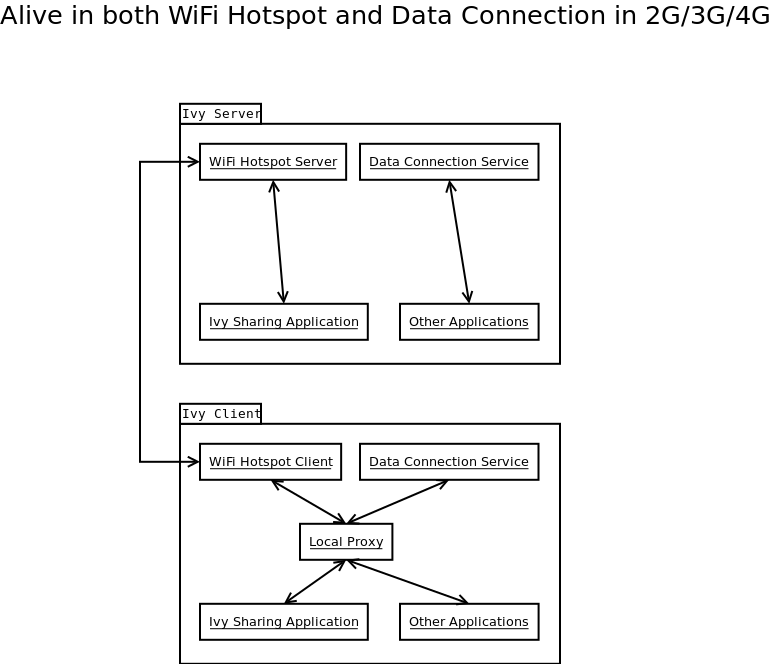 Alive in both WiFi Hotspot and Data Connection in 2G/3G/4G
Ivy Server
WiFi Hotspot Server
Data Connection Service
Ivy Sharing Application
Other Applications
Ivy Client
WiFi Hotspot Client
Data Connection Service
Local Proxy
Ivy Sharing Application
Other Applications